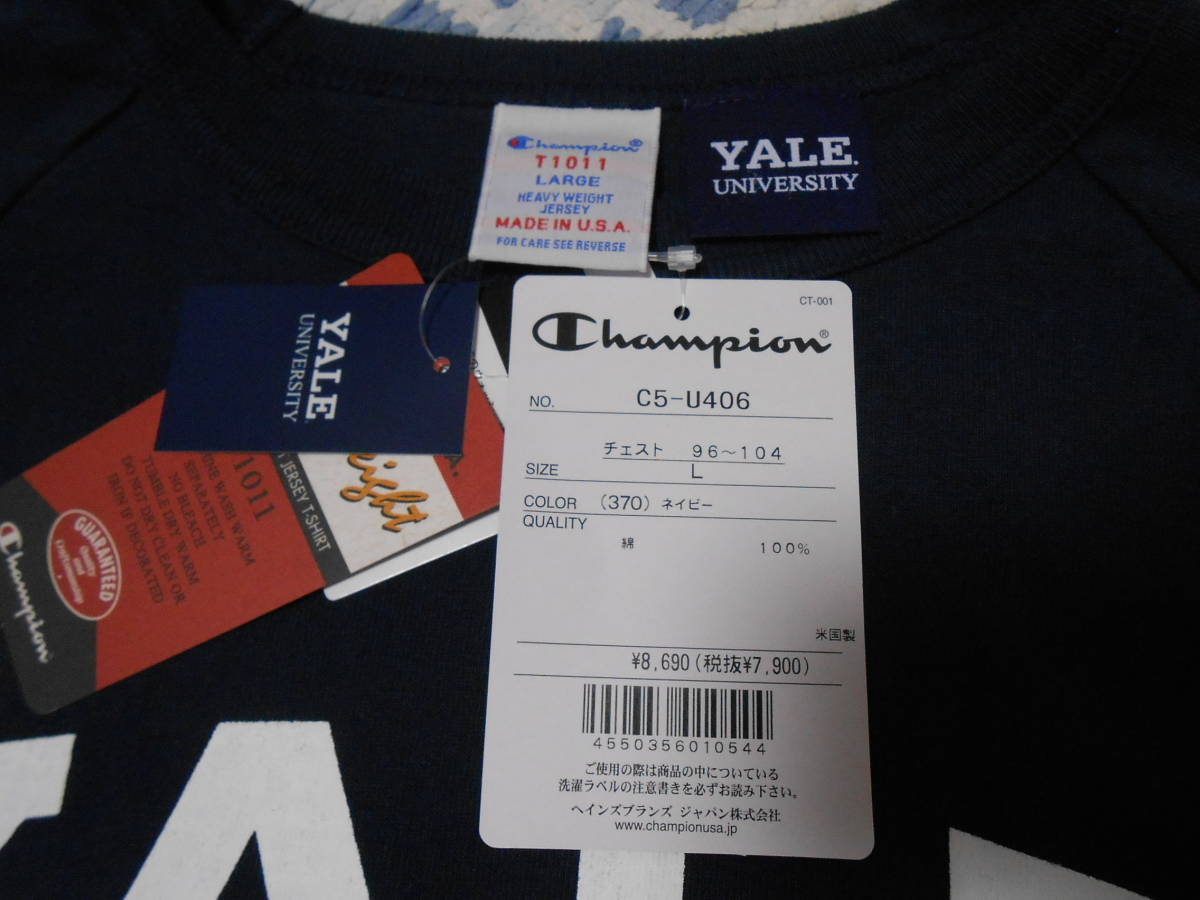 Champion®
T1011
LARGE
HEAVY WEIGHT
JERSEY
MADE IN U.S.A.
FOR CARE SEE REVERSE
YALE.
UNIVERSITY
YALE.
UNIVERSITY
1011
JERSEY T-SHIRT
WASH WARM
SEPARATELY
NO BLEACH
TUMBLE DRY WARM
DO NOT DRY CLEAN OR
IRON IF DECORATED
GUARANTEED
Quality
and
Craftsmanship
Champion
CT-001
Champion®
NO. C5-U406
チェスト 96~104
SIZE L
COLOR (370) ネイビー
QUALITY
綿 100%
米国製
¥8,690(税抜¥7,900)
4550356010544
ご使用の際は商品の中についている
洗濯ラベルの注意書きを必ずお読み下さい。
ヘインズブランズ ジャパン株式会社
www.championusa.jp